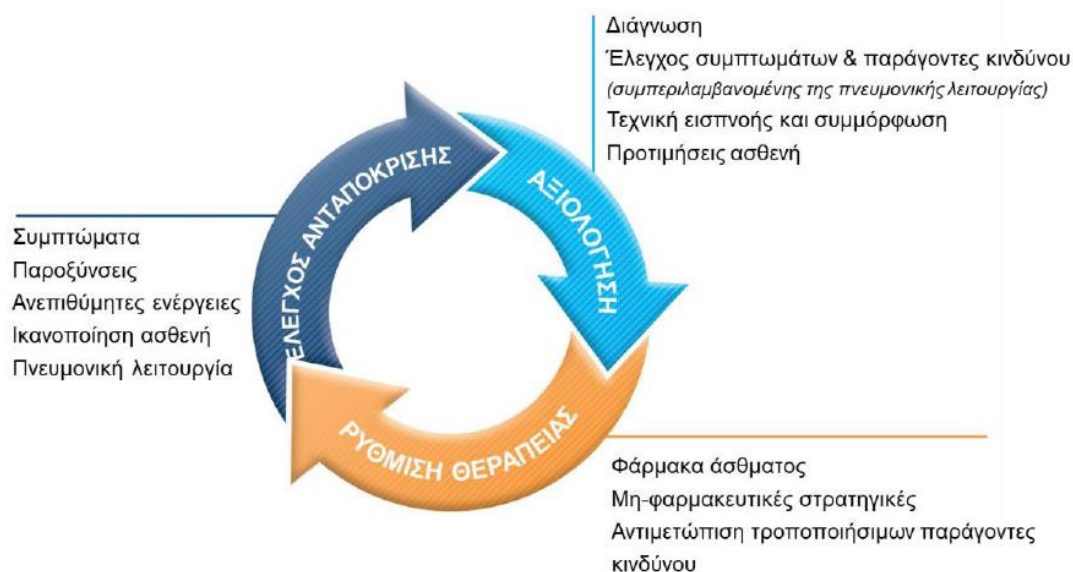 Διάγνωση
Έλεγχος συμπτωμάτων & παράγοντες κινδύνου
(συμπεριλαμβανομένης της πνευμονικής λειτουργίας)
Τεχνική εισπνοής και συμμόρφωση
Προτιμήσεις ασθενή
ΑΞΙΟΛΟΓΗΣΗ
ΕΛΕΓΧΟΣ ΑΝΤΑΠΟΚΡΙΣΗΣ
Συμπτώματα
Παροξύνσεις
Ανεπιθύμητες ενέργειες
Ικανοποίηση ασθενή
Πνευμονική λειτουργία
ΡΥΘΜΙΣΗ ΘΕΡΑΠΕΙΑΣ
Φάρμακα άσθματος
Μη-φαρμακευτικές στρατηγικές
Αντιμετώπιση τροποποιήσιμων παράγοντες
κινδύνου